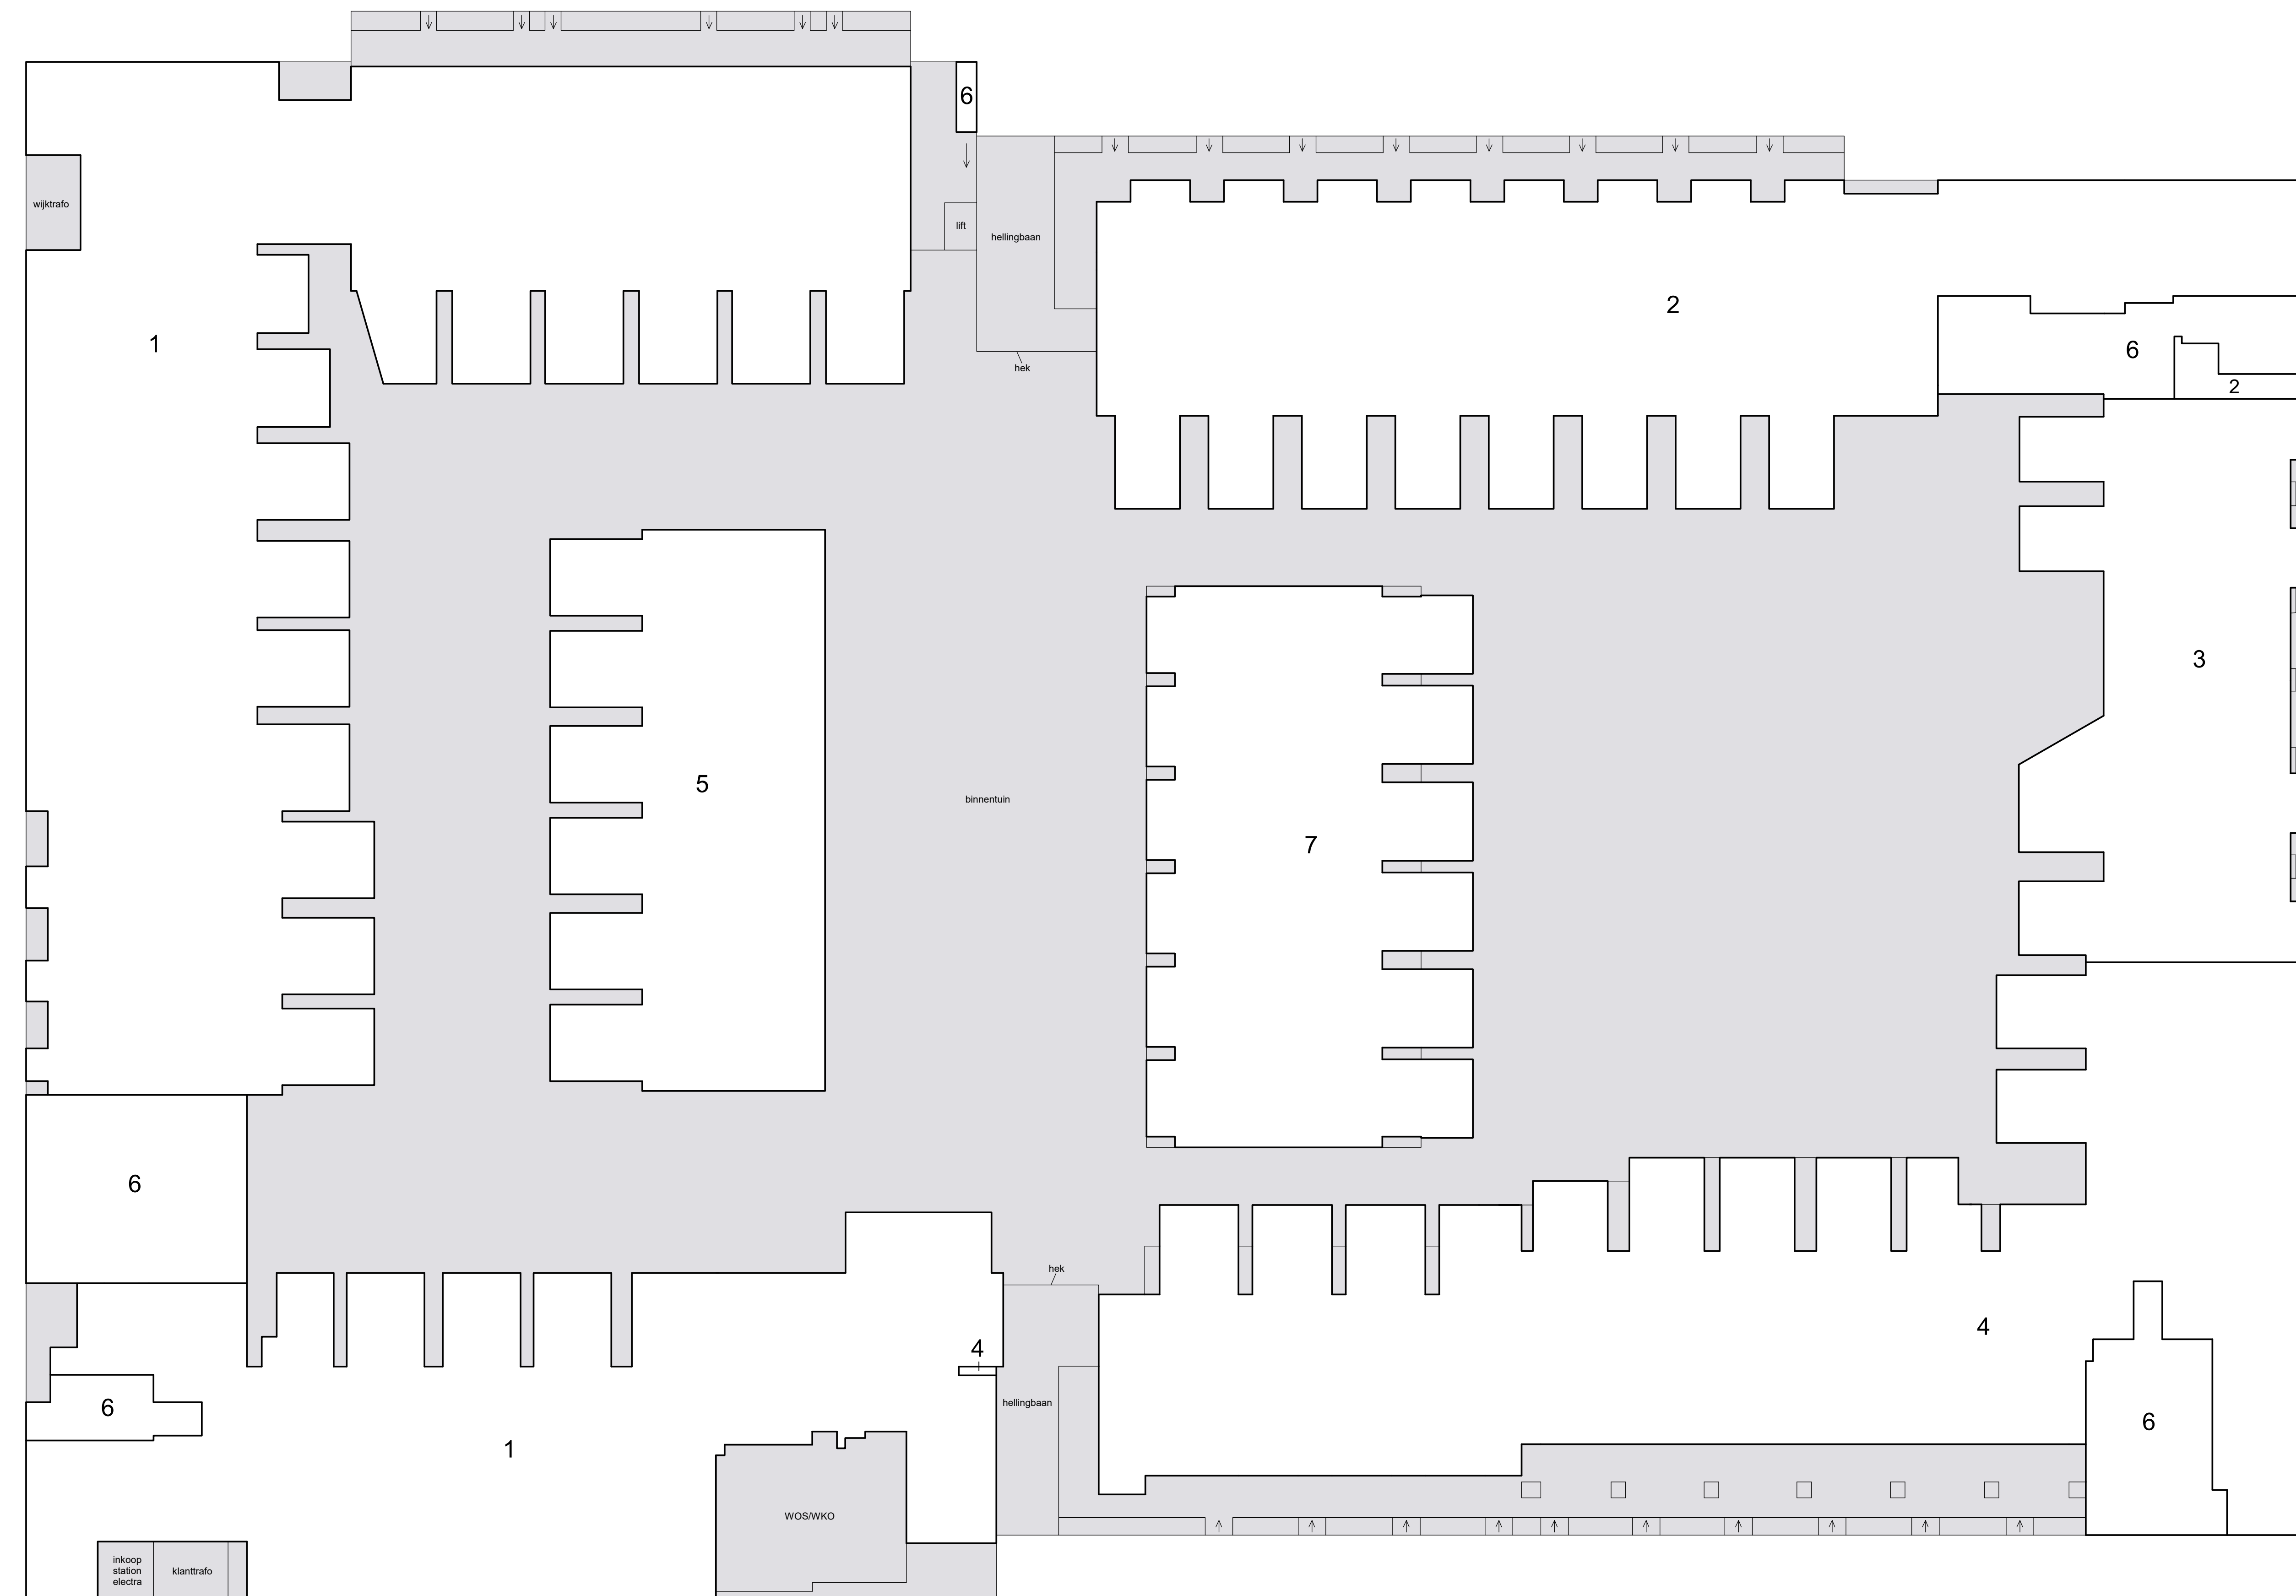 6
wijktrafo
lift
hellingbaan
2
1
6
hek
2
3
5
binnentuin
7
6
hek
4
4
hellingbaan
6
6
1
WOS/WKO
inkoop
station
electra
klanttrafo